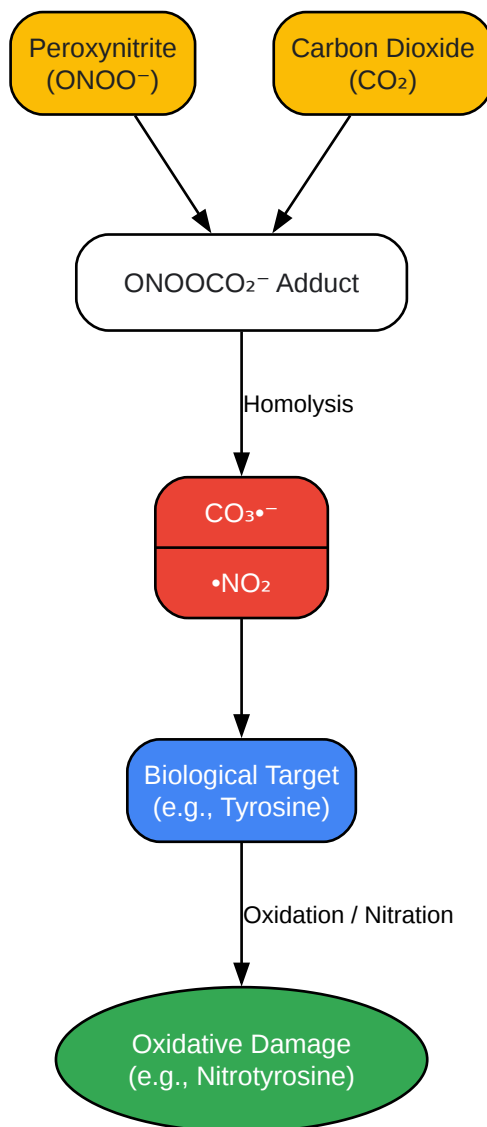 Peroxynitrite
(ONOO⁻)
Carbon Dioxide
(CO₂)
ONOOCO₂⁻ Adduct
Homolysis
CO₃•⁻
•NO₂
Biological Target
(e.g., Tyrosine)
Oxidation / Nitration
Oxidative Damage
(e.g., Nitrotyrosine)